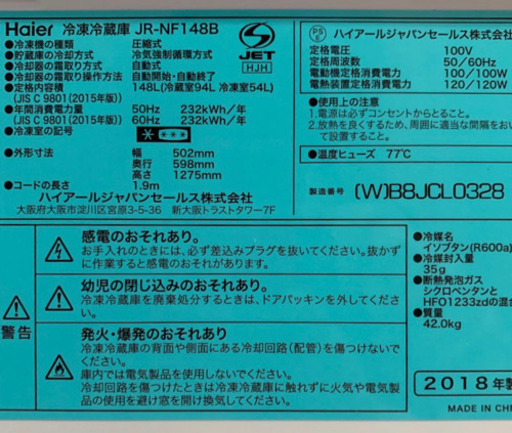 Haier 冷凍冷蔵庫 JR-NF148B
●冷凍機の種類 圧縮式
●貯蔵庫の冷却方式 冷気強制循環方式
●冷却器の霜取り方式 自動式
●冷却器の霜取り操作方法 自動開始・自動終了
●定格内容積 148L(冷蔵室94L 冷凍室54L)
(JIS C 9801(2015年版))
●年間消費電力量 50Hz 232kWh/年
(JIS C 9801(2015年版)) 60Hz 232kWh/年
●冷凍室の記号
●外形寸法 幅 502mm
奥行 598mm
高さ 1275mm
●コードの長さ 1.9m
ハイアールジャパンセールス株式会社
大阪府大阪市淀川区宮原3-5-36 新大阪トラストタワー7F
S
JET
HJH
PS
E
ハイアールジャパンセールス株式会社
定格電圧 100V
定格周波数 50/60Hz
電動機定格消費電力 100/100W
電熱装置定格消費電力 120/120W
●使用上の注意
1.電源は必ずコンセントからとること。
2.放熱を良くするため、周囲に適当な間隔をおい
て設置すること。
●温度ヒューズ 77℃
製造番号 (W)B8JCL0328
警告
感電のおそれあり。
お手入れのときには、必ず差込みプラグを抜いてください。抜かず
に作業すると感電のおそれがあります。
幼児の閉じ込みのおそれあり。
冷凍冷蔵庫を廃棄処分するときは、ドアパッキンを外してくださ
い。
発火・爆発のおそれあり。
冷凍冷蔵庫の背面や側面にある冷却回路(配管)を傷つけないで
ください。
庫内では電気製品を使用しないでください。
冷却回路を傷つけたときは冷凍冷蔵庫に触れずに火気や電気製
品の使用を避け窓を開け換気してください。
●冷媒名
イソブタン(R600a)
●冷媒封入量
35g
●断熱発泡ガス
シクロペンタンと
HFO1233zdの混合
●質量
42.0kg
2018年製
MADE IN CH